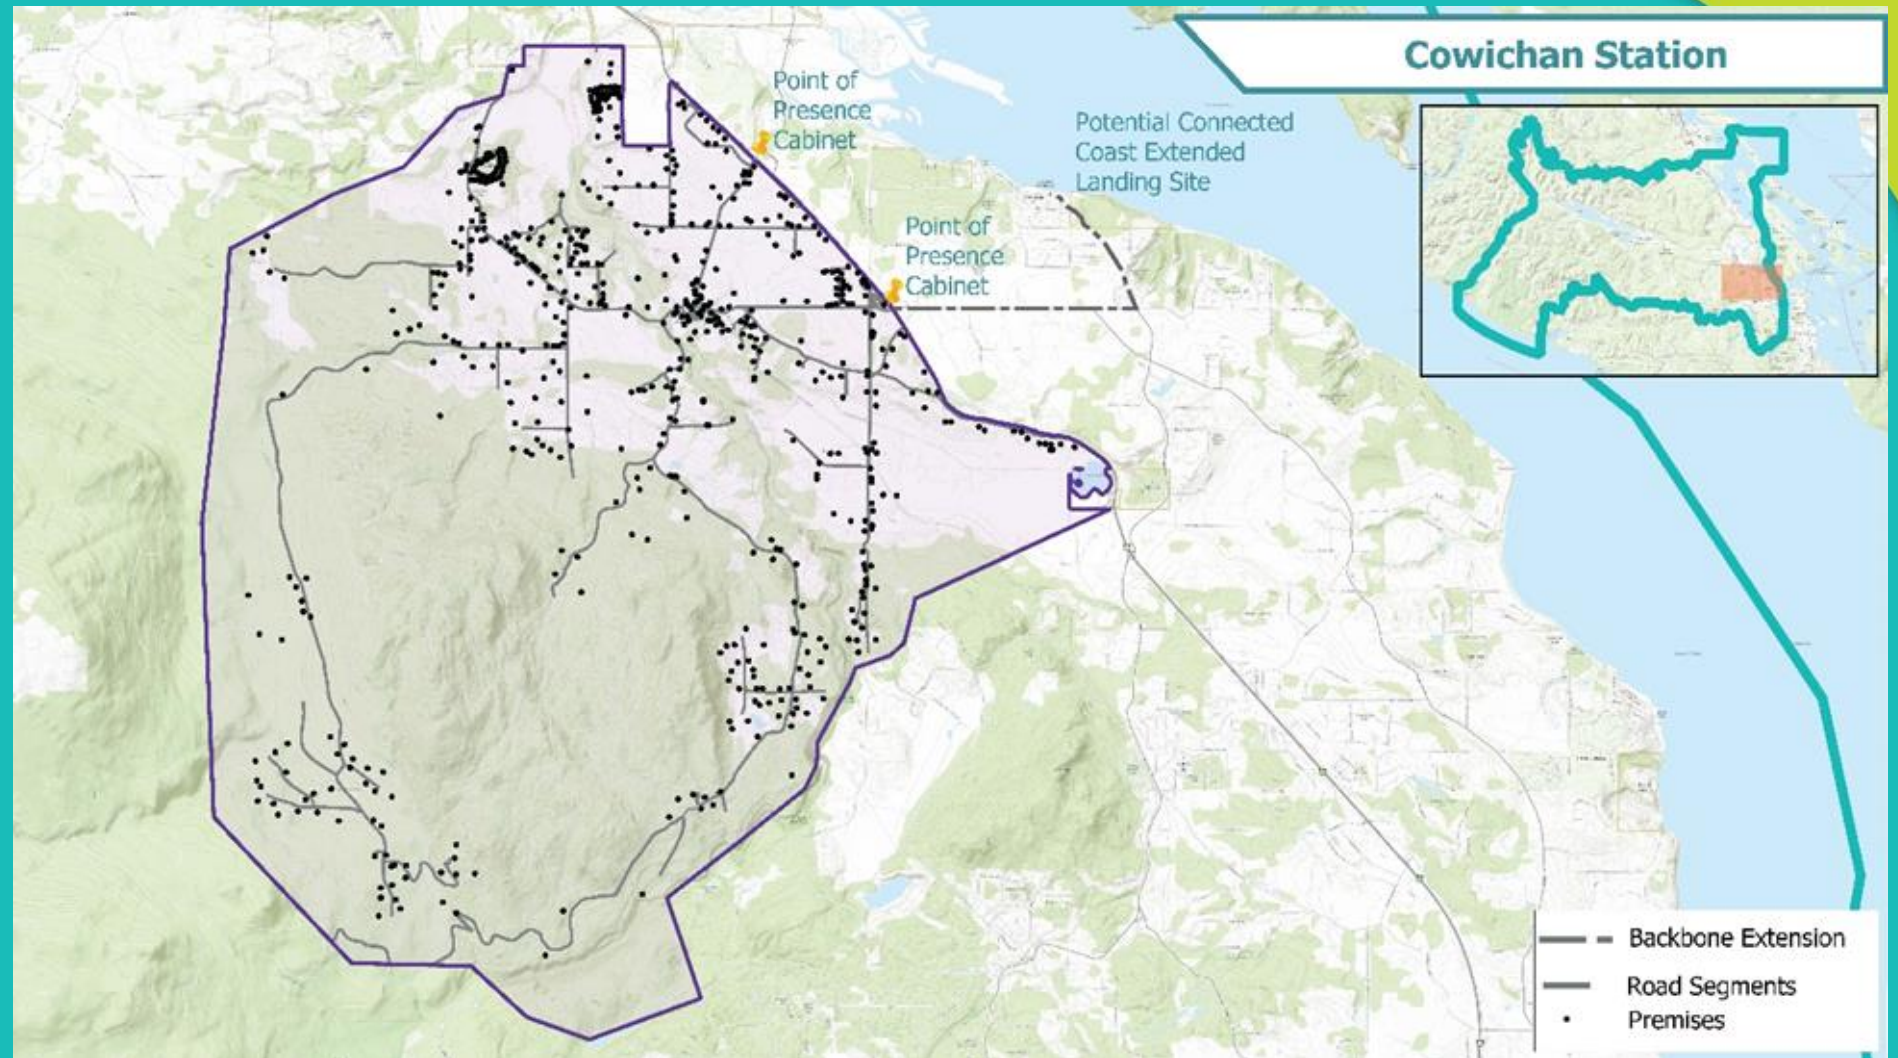 Cowichan Station
Point of
Presence
Cabinet
Potential Connected
Coast Extended
Landing Site
Point of
Presence
Cabinet
Backbone Extension
Road Segments
Premises